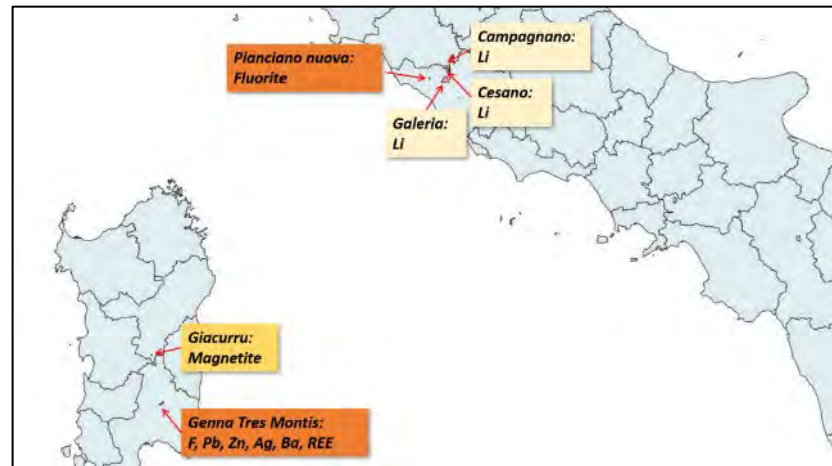 Campagnano:
Li
Pianciano nuova:
Fluorite
Cesano:
Li
Galeria:
Li
Giacurru:
Magnetite
Genna Tres Montis:
F, Pb, Zn, Ag, Ba, REE